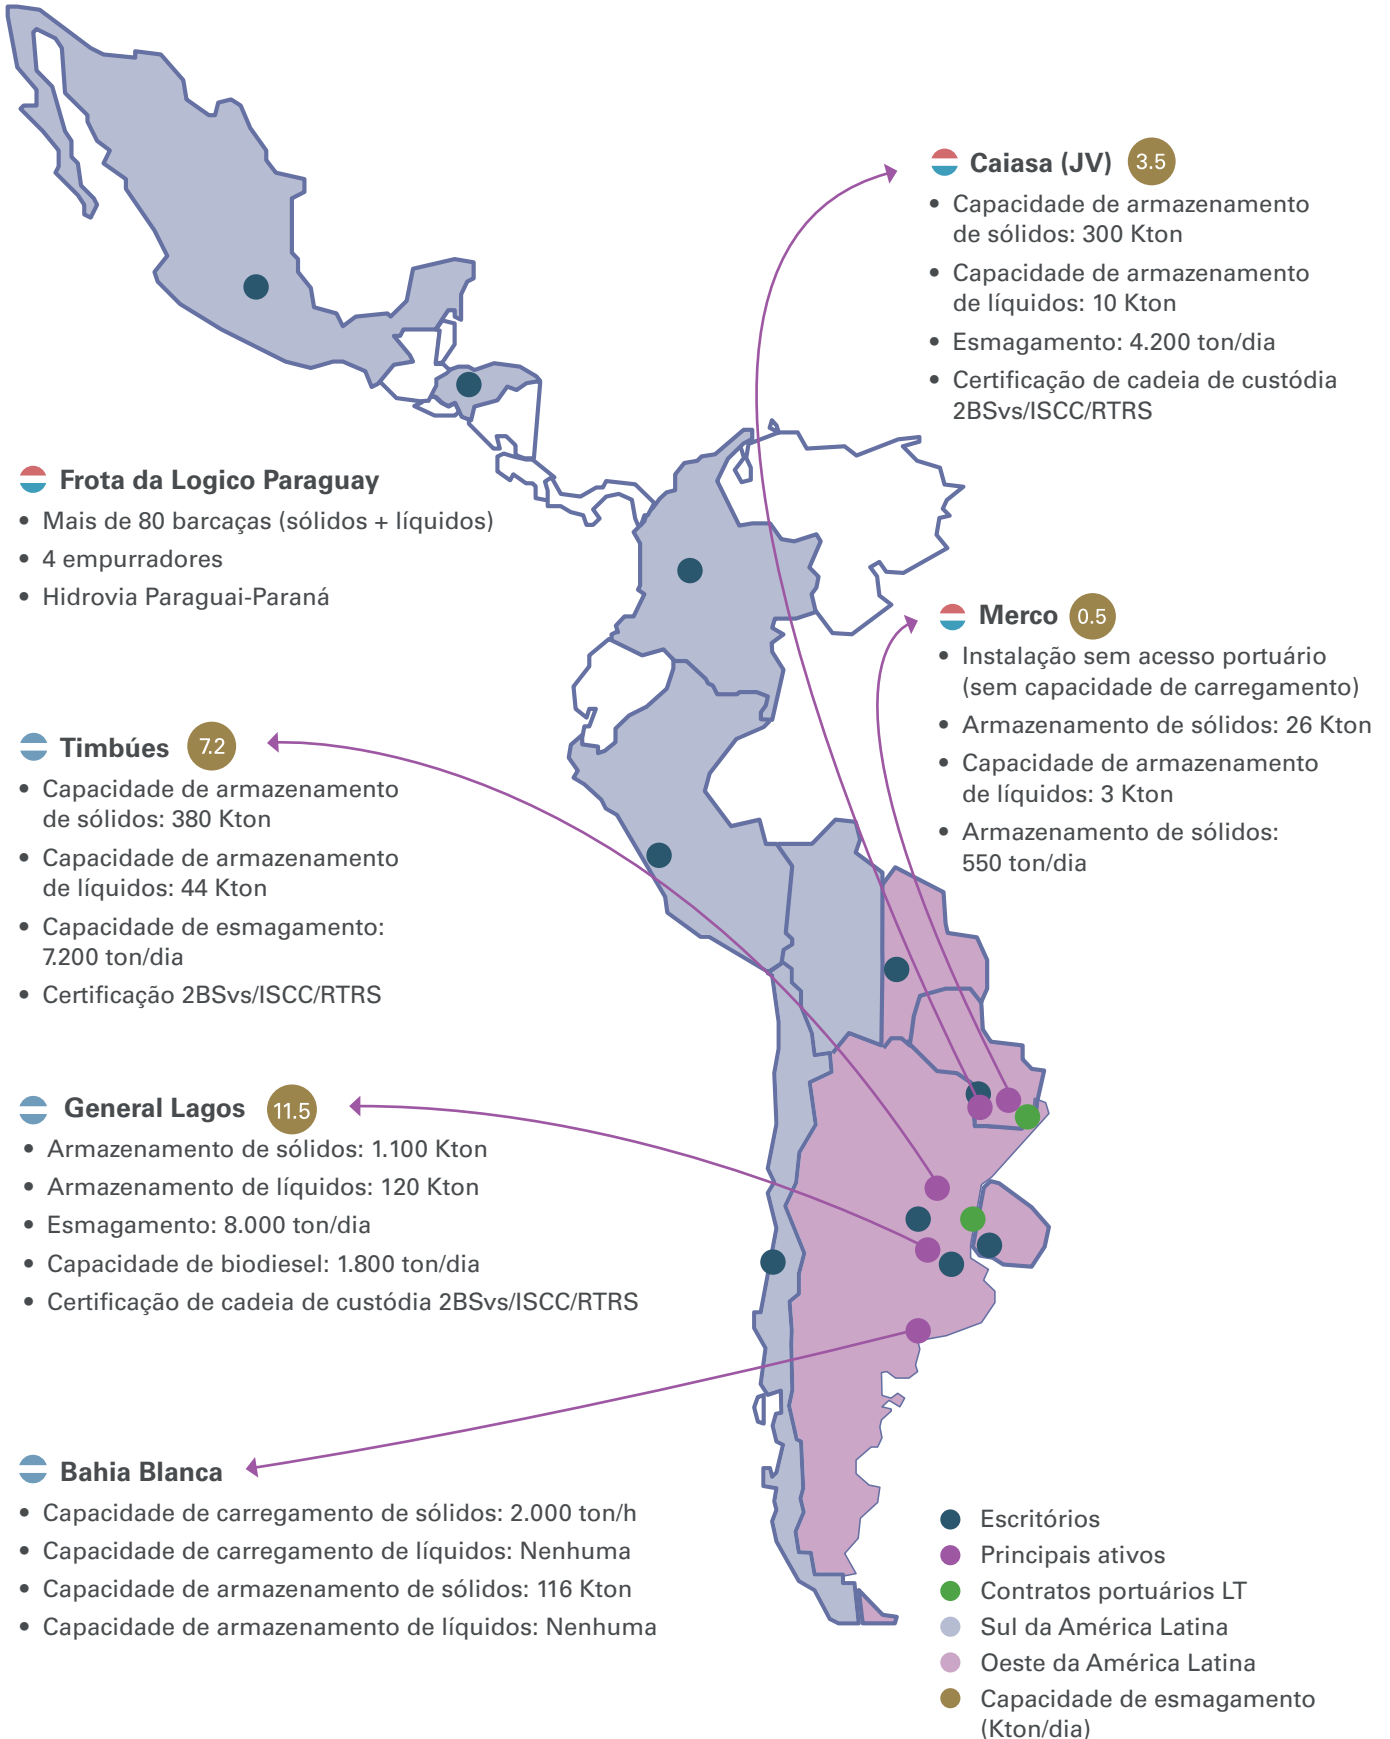 Caiasa (JV) 3.5
• Capacidade de armazenamento
de sólidos: 300 Kton
• Capacidade de armazenamento
de líquidos: 10 Kton
• Esmagamento: 4.200 ton/dia
• Certificação de cadeia de custódia
2BSvs/ISCC/RTRS
Frota da Logico Paraguay
• Mais de 80 barcaças (sólidos + líquidos)
• 4 empurradores
• Hidrovia Paraguai-Paraná
Merco 0.5
• Instalação sem acesso portuário
(sem capacidade de carregamento)
• Armazenamento de sólidos: 26 Kton
• Capacidade de armazenamento
de líquidos: 3 Kton
• Armazenamento de sólidos:
550 ton/dia
Timbúes 7.2
• Capacidade de armazenamento
de sólidos: 380 Kton
• Capacidade de armazenamento
de líquidos: 44 Kton
• Capacidade de esmagamento:
7.200 ton/dia
• Certificação 2BSvs/ISCC/RTRS
General Lagos 11.5
• Armazenamento de sólidos: 1.100 Kton
• Armazenamento de líquidos: 120 Kton
• Esmagamento: 8.000 ton/dia
• Capacidade de biodiesel: 1.800 ton/dia
• Certificação de cadeia de custódia 2BSvs/ISCC/RTRS
Bahia Blanca
• Capacidade de carregamento de sólidos: 2.000 ton/h
• Capacidade de carregamento de líquidos: Nenhuma
• Capacidade de armazenamento de sólidos: 116 Kton
• Capacidade de armazenamento de líquidos: Nenhuma
Escritórios
Principais ativos
Contratos portuários LT
Sul da América Latina
Oeste da América Latina
Capacidade de esmagamento
(Kton/dia)